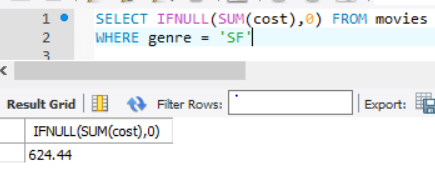 1 SELECT IFNULL(SUM(cost),0) FROM movies
2 WHERE genre = 'SF'
3
Result Grid Filter Rows: Export:
IFNULL(SUM(cost),0)
624.44